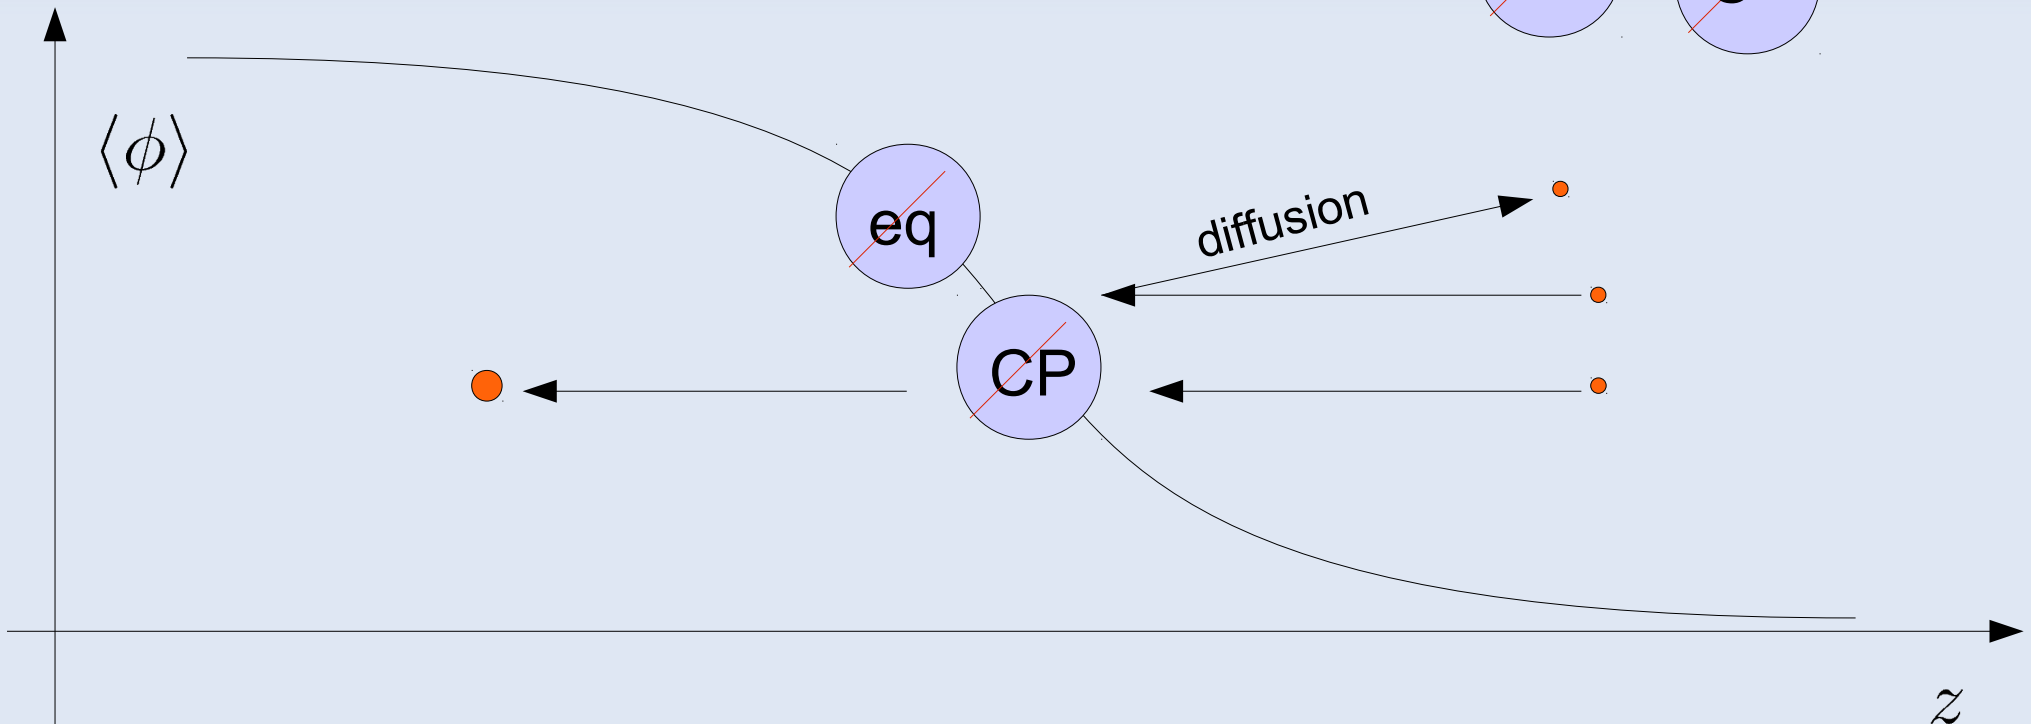 ⟨ϕ⟩
eq
diffusion
CP
z